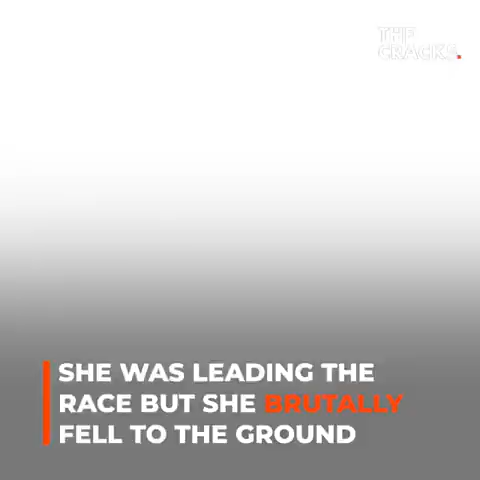 THE
CRACKS.
SHE WAS LEADING THE
RACE BUT SHE BRUTALLY
FELL TO THE GROUND